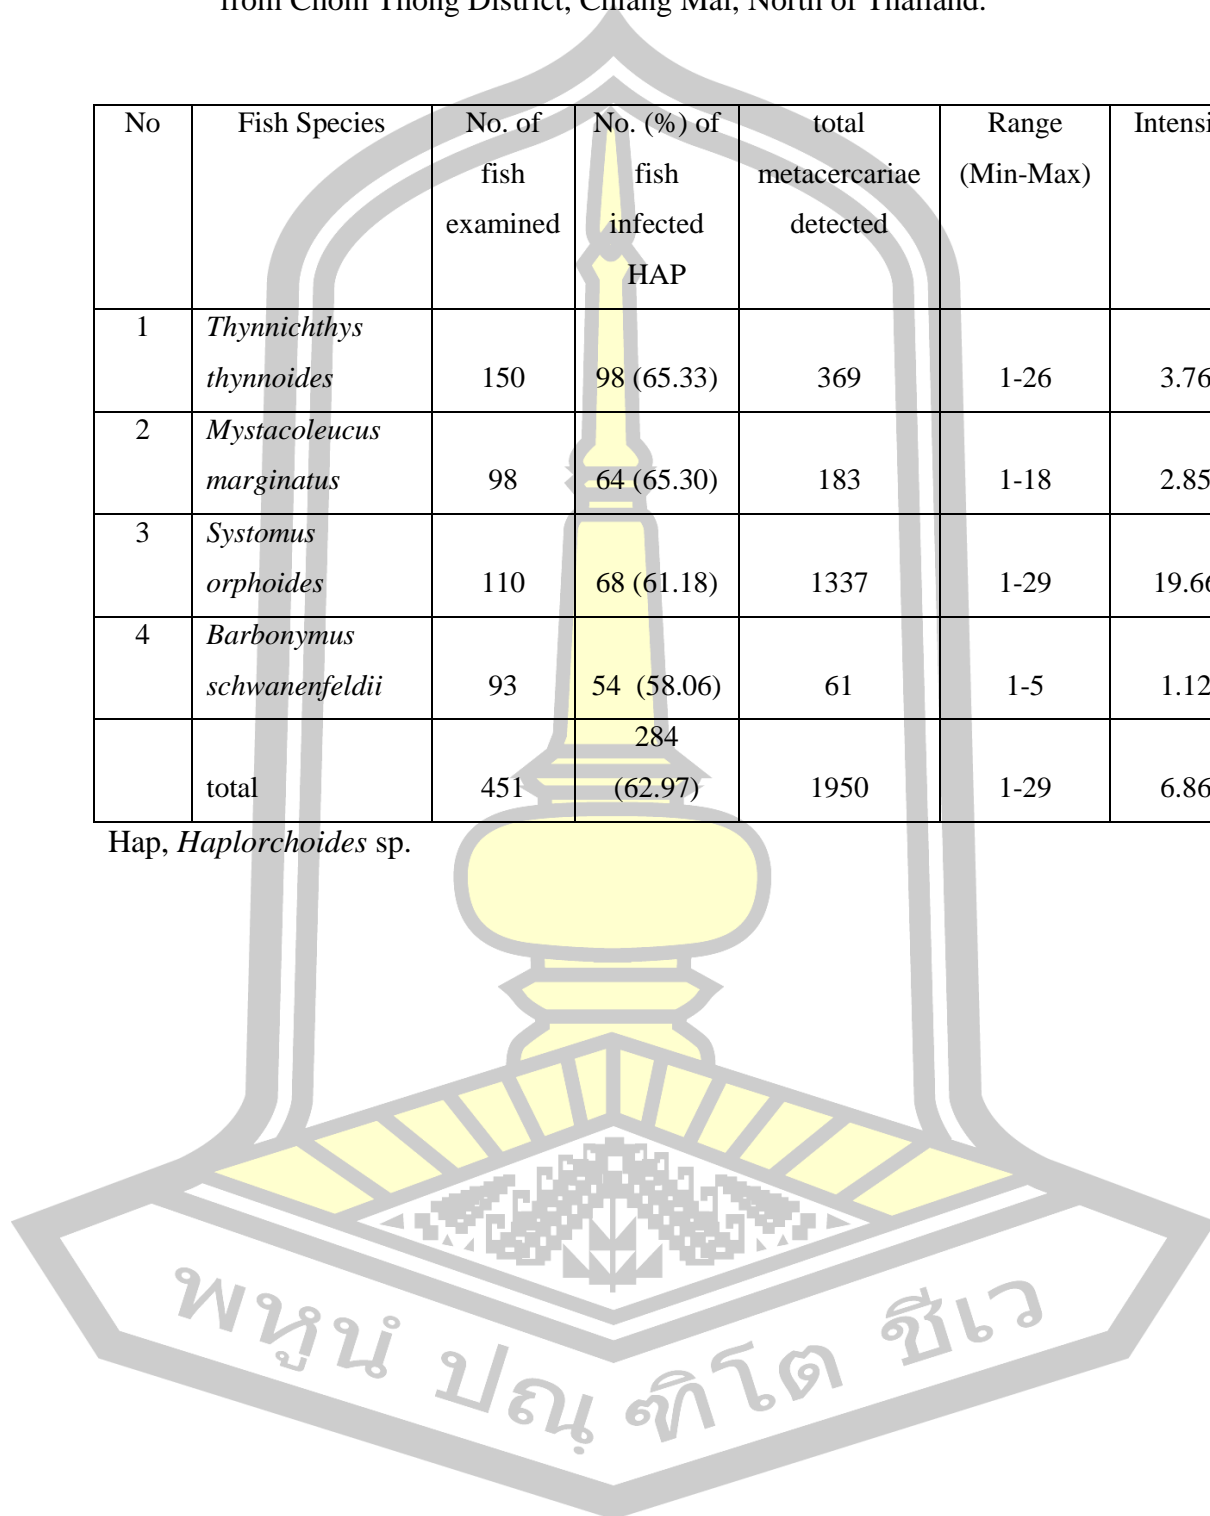 from Chom Thong District, Chiang Mai, North of Thailand.
No Fish Species No. of No. (%) of total Range Intensi
fish fish metacercariae (Min-Max)
examined infected detected
HAP
1 Thynnichthys
thynnoides 150 98 (65.33) 369 1-26 3.76
2 Mystacoleucus
marginatus 98 64 (65.30) 183 1-18 2.85
3 Systomus
orphoides 110 68 (61.18) 1337 1-29 19.66
4 Barbonymus
schwanenfeldii 93 54 (58.06) 61 1-5 1.12
284
total 451 (62.97) 1950 1-29 6.86
Hap, Haplorchoides sp.
พหูนํ ปณฺฑิโต ชีเว